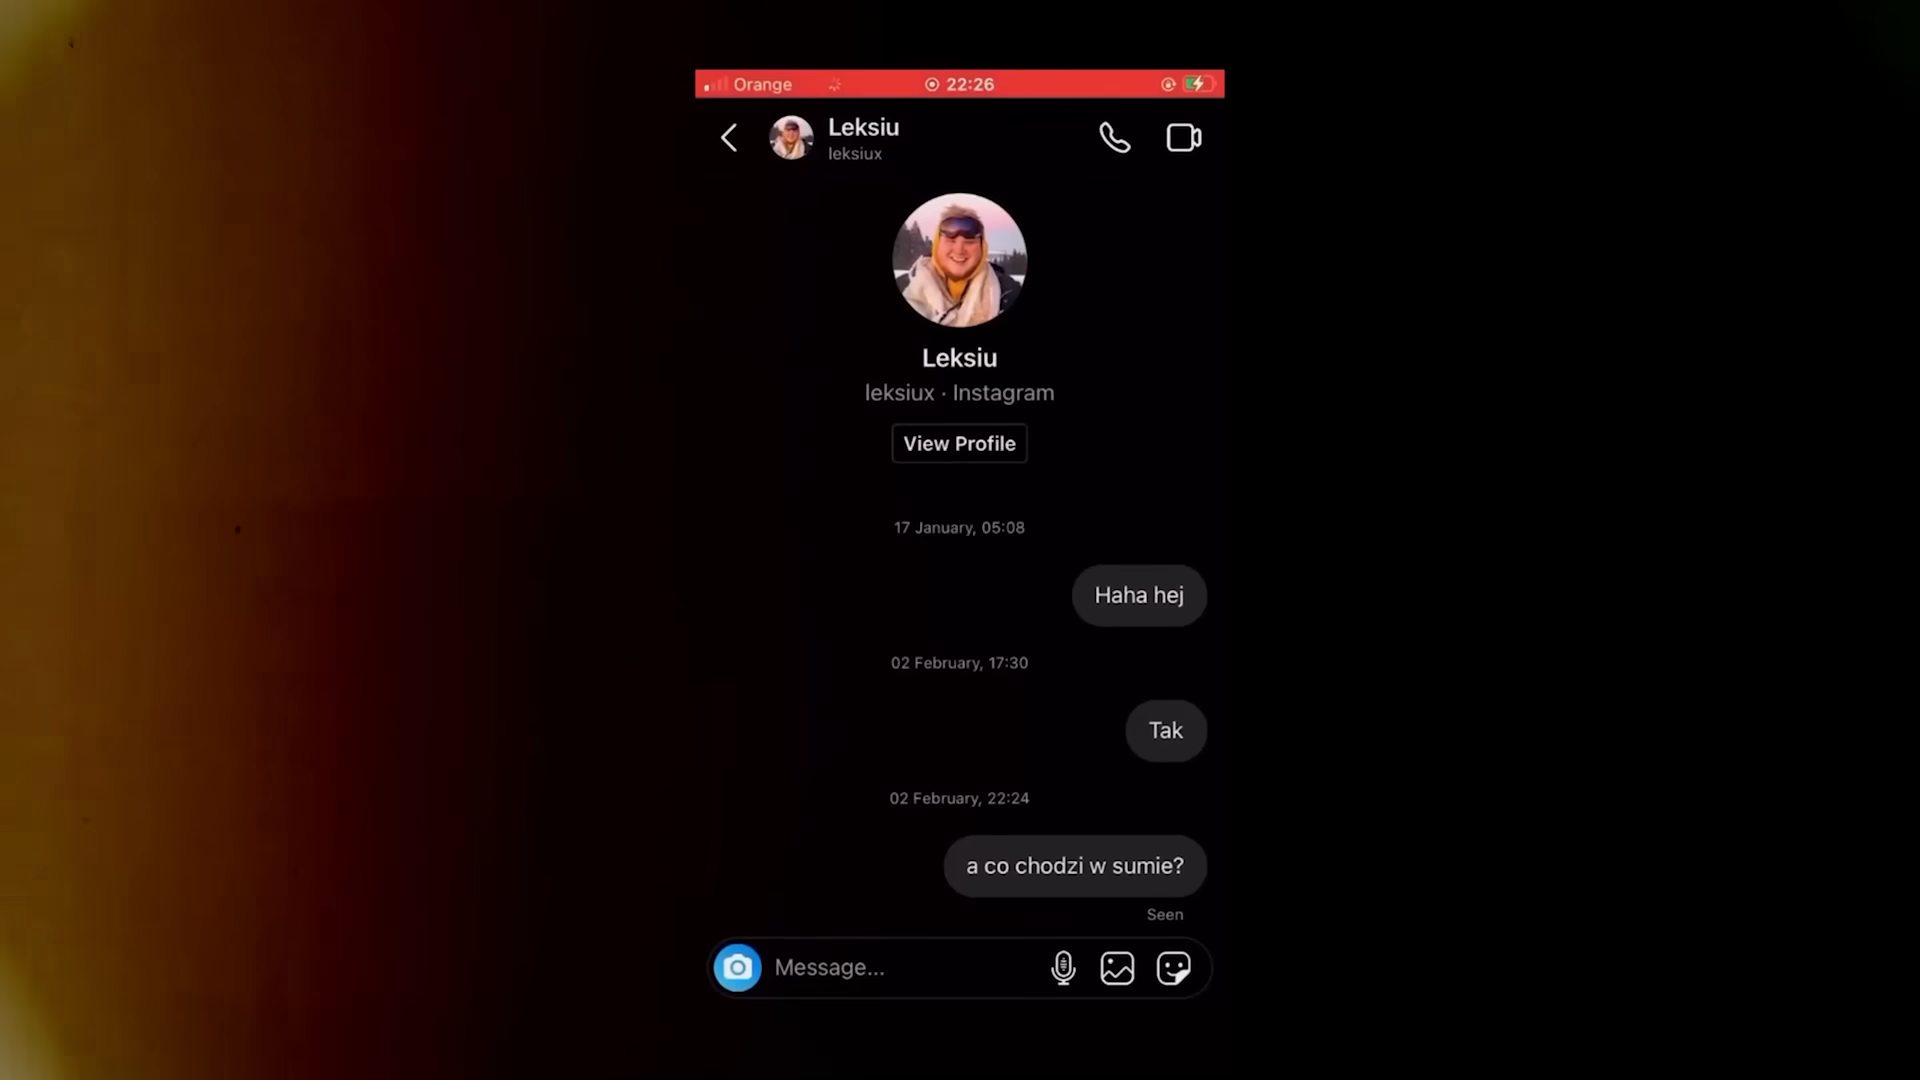 Orange 22:26
Leksiu
leksiux
Leksiu
leksiux · Instagram
View Profile
17 January, 05:08
Haha hej
02 February, 17:30
Tak
02 February, 22:24
a co chodzi w sumie?
Seen
Message...